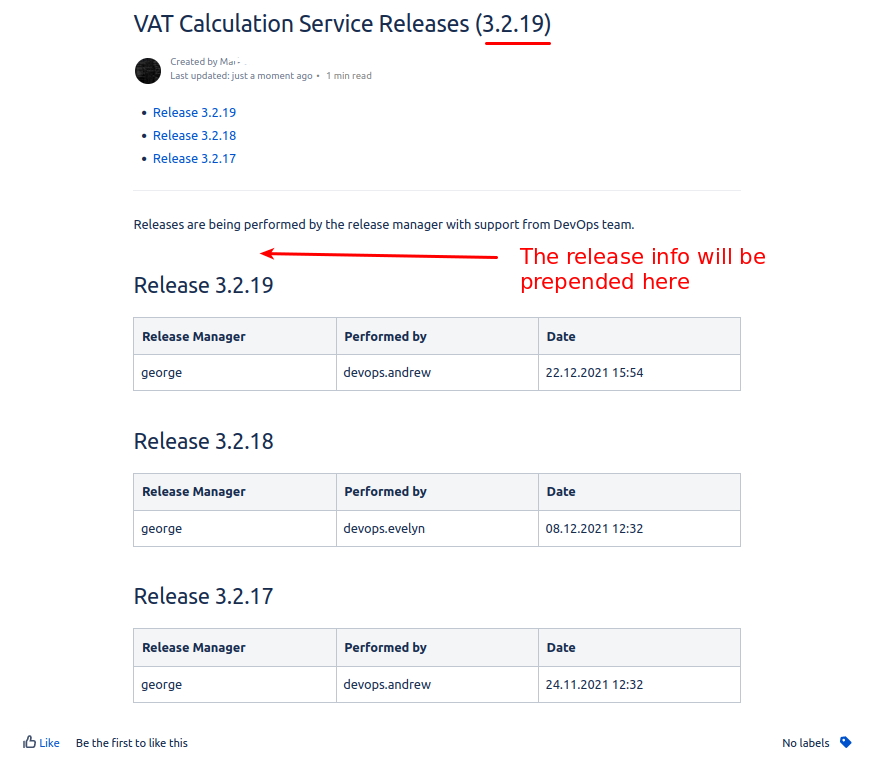 VAT Calculation Service Releases (3.2.19)
Created by
Last updated: just a moment ago • 1 min read
• Release 3.2.19
• Release 3.2.18
• Release 3.2.17
Releases are being performed by the release manager with support from DevOps team.
The release info will be
prepended here
Release 3.2.19
Release Manager Performed by Date
george devops.andrew 22.12.2021 15:54
Release 3.2.18
Release Manager Performed by Date
george devops.evelyn 08.12.2021 12:32
Release 3.2.17
Release Manager Performed by Date
george devops.andrew 24.11.2021 12:32
Like Be the first to like this No labels